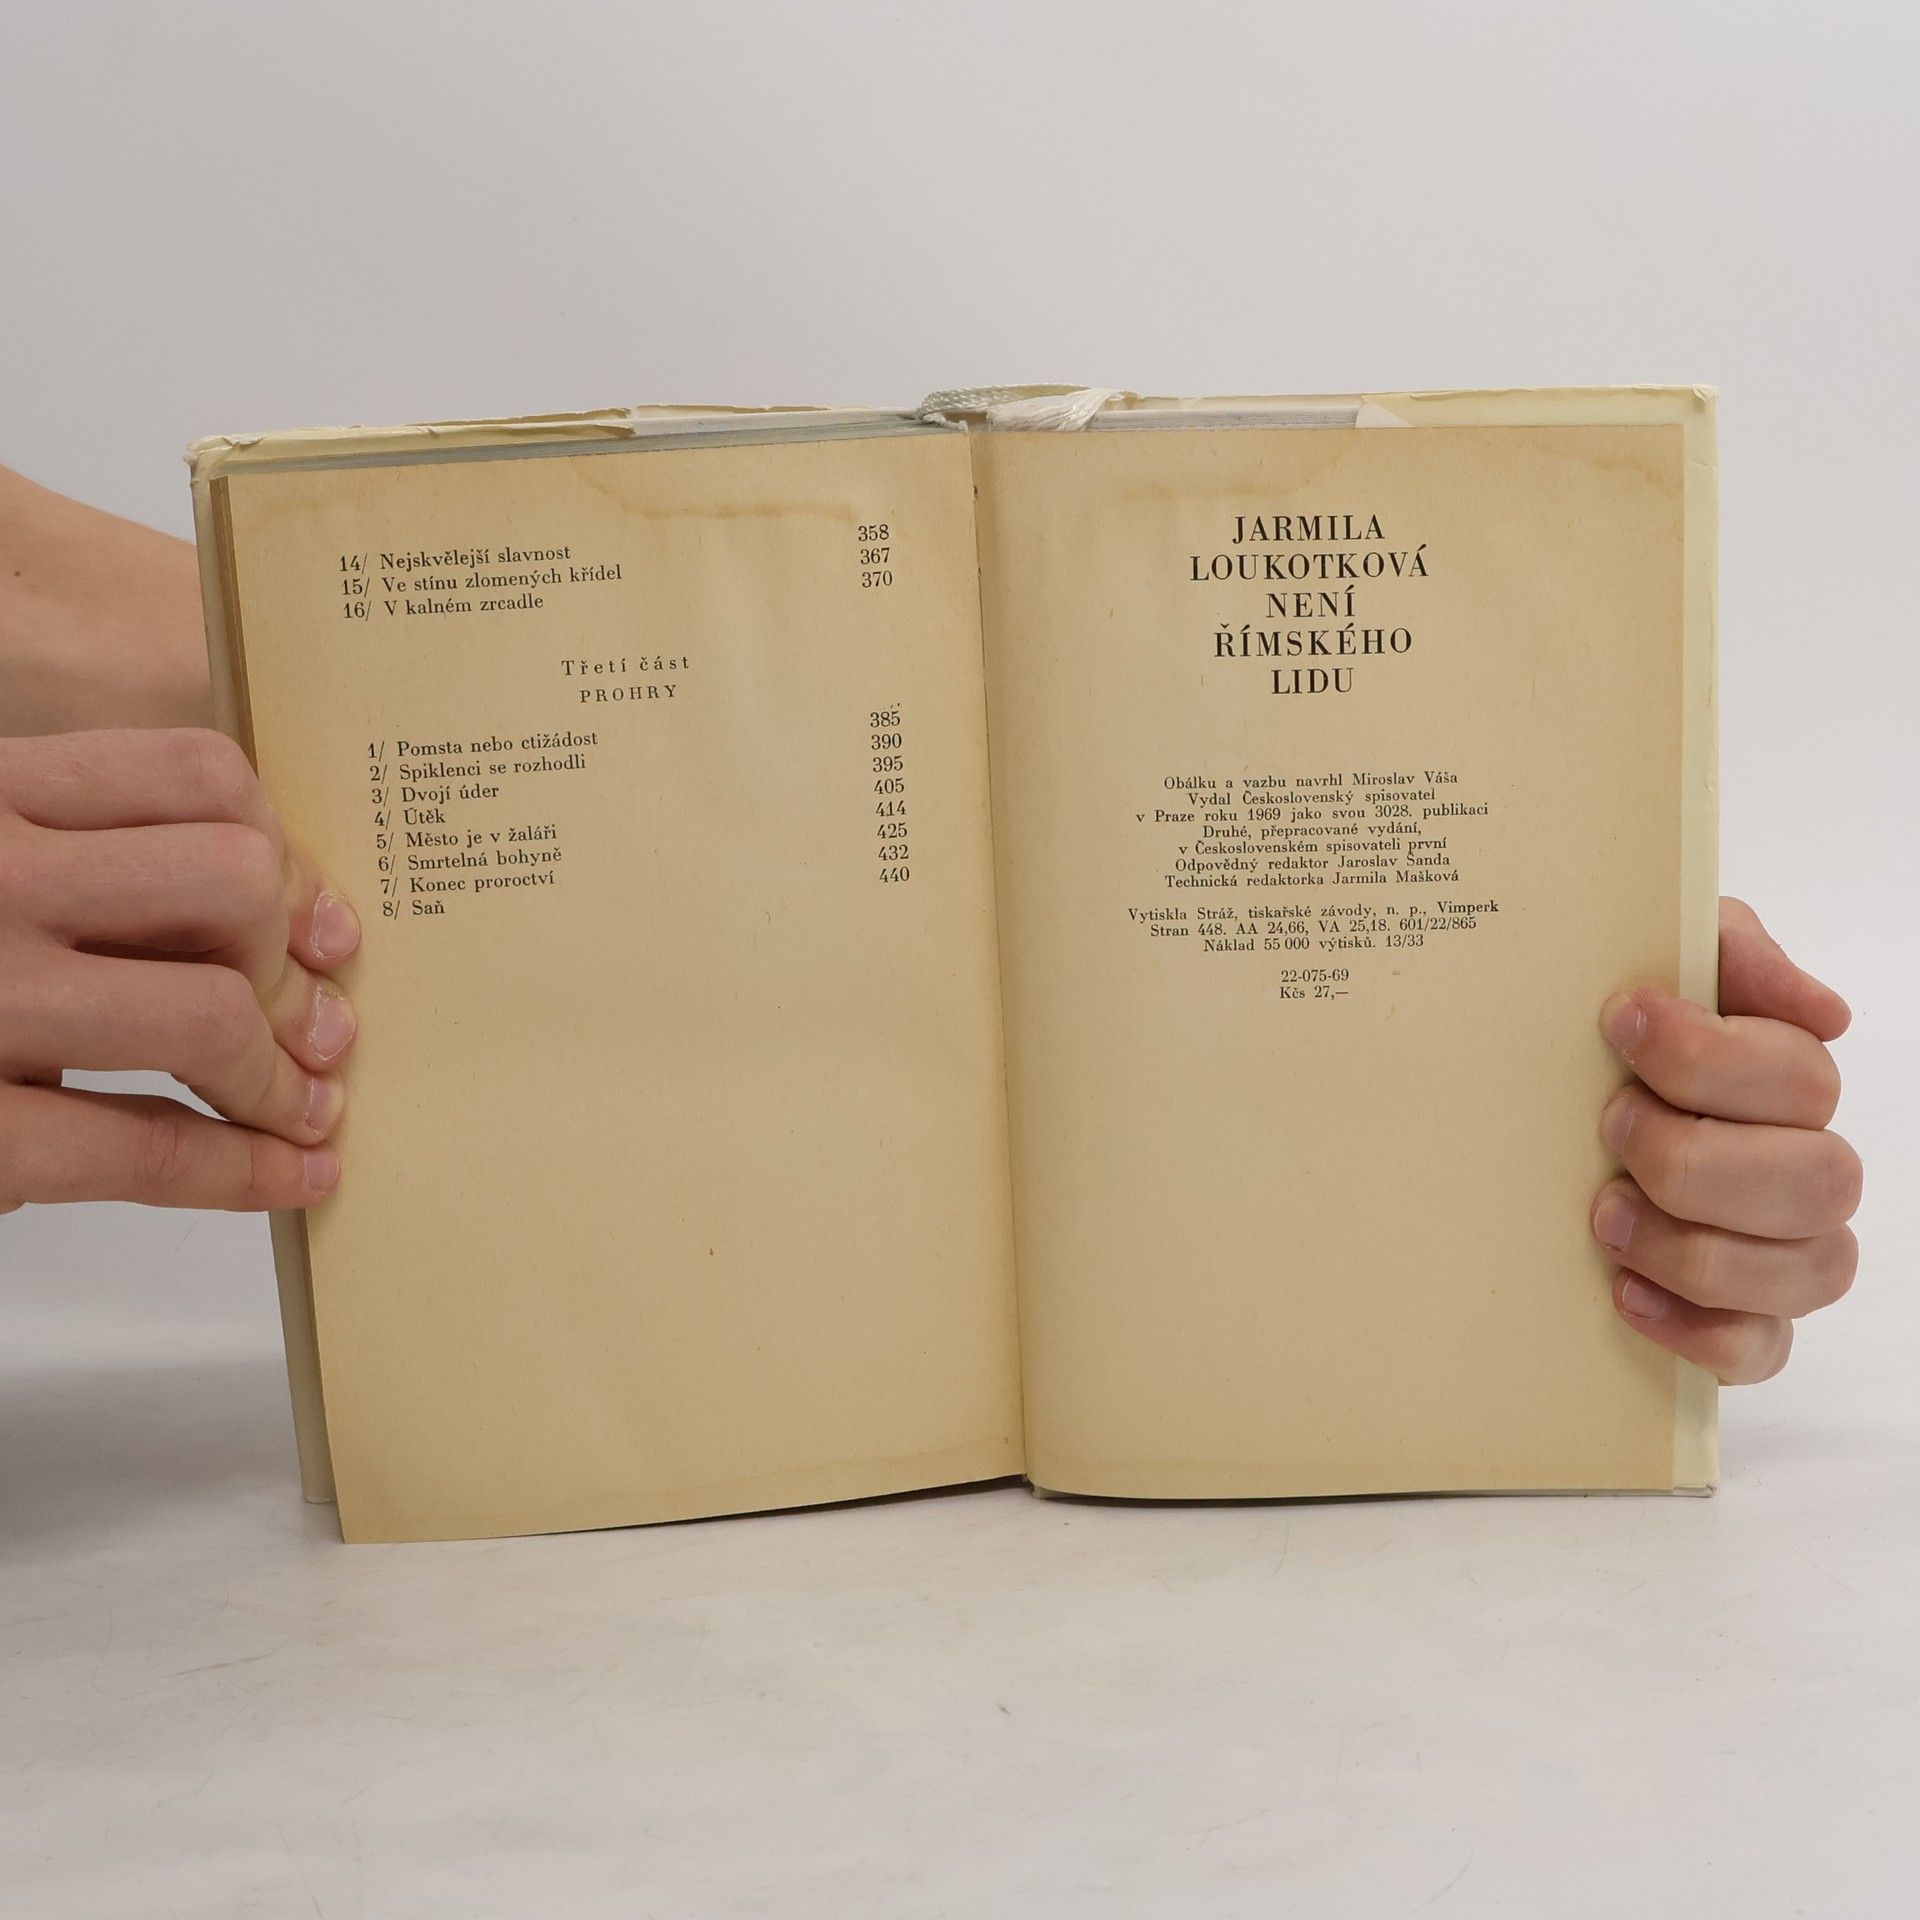 14/ Nejskvělejší slavnost 358
15/ Ve stínu zlomených křídel 367
16/ V kalném zrcadle 370
Třetí část
PROHRY
1/ Pomsta nebo ctižádost 385
2/ Spiklenci se rozhodli 390
3/ Dvojí úder 395
4/ Útěk 405
5/ Město je v žaláři 414
6/ Smrtelná bohyně 425
7/ Konec proroctví 432
8/ Saň 440
JARMILA
LOUKOTKOVÁ
NENÍ
ŘÍMSKÉHO
LIDU
Obálku a vazbu navrhl Miroslav Váša
Vydal Československý spisovatel
v Praze roku 1969 jako svou 3028. publikaci
Druhé, přepracované vydání,
v Československém spisovateli první
Odpovědný redaktor Jaroslav Šanda
Technická redaktorka Jarmila Mašková
Vytiskla Stráž, tiskařské závody, n. p., Vimperk
Stran 448. AA 24,66, VA 25,18. 601/22/865
Náklad 55 000 výtisků. 13/33
22-075-69
Kčs 27,—